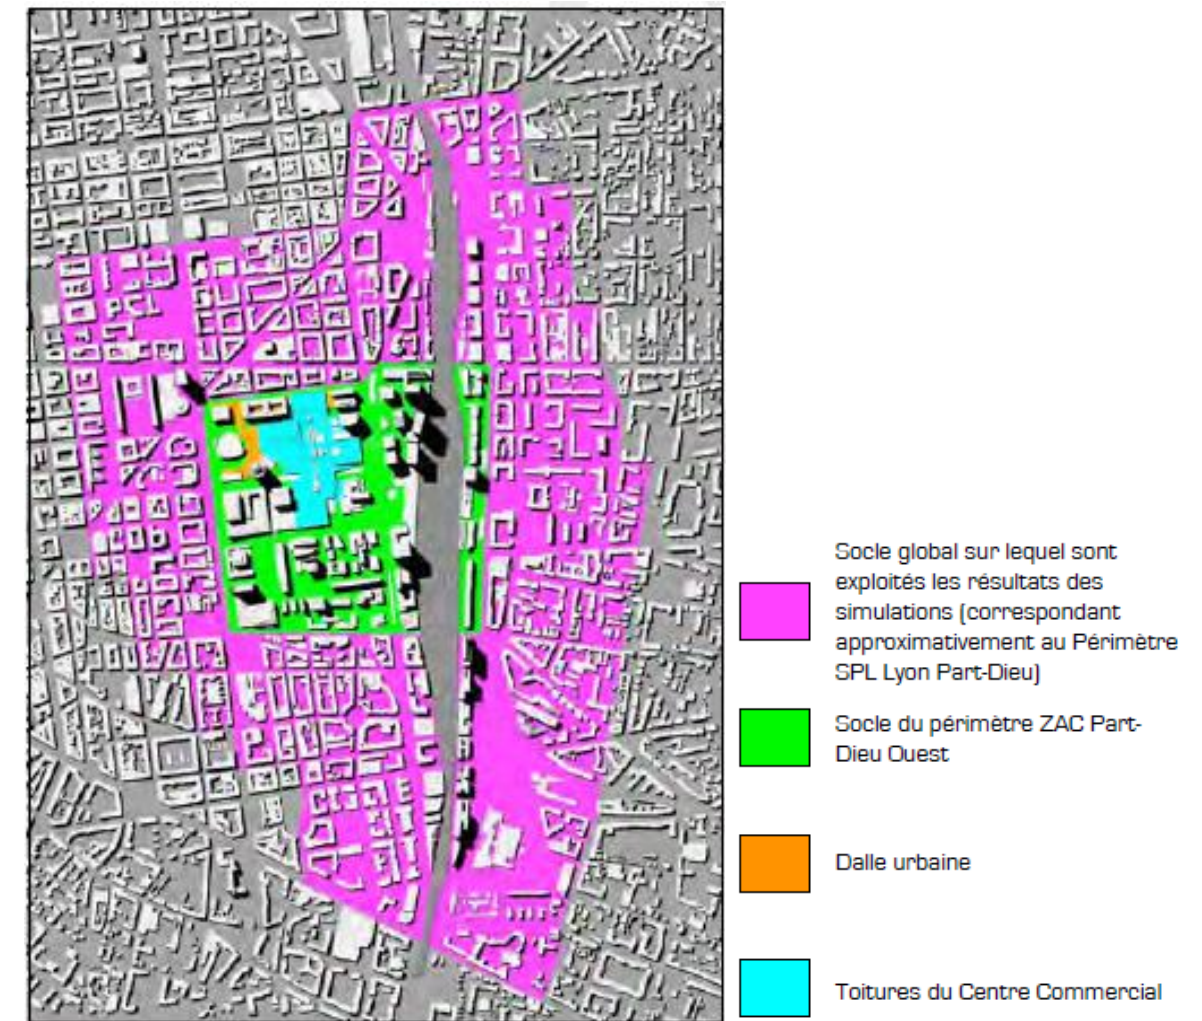 Socle global sur lequel sont
exploités les résultats des
simulations (correspondant
approximativement au Périmètre
SPL Lyon Part-Dieu)
Socle du périmètre ZAC Part-
Dieu Ouest
Dalle urbaine
Toitures du Centre Commercial